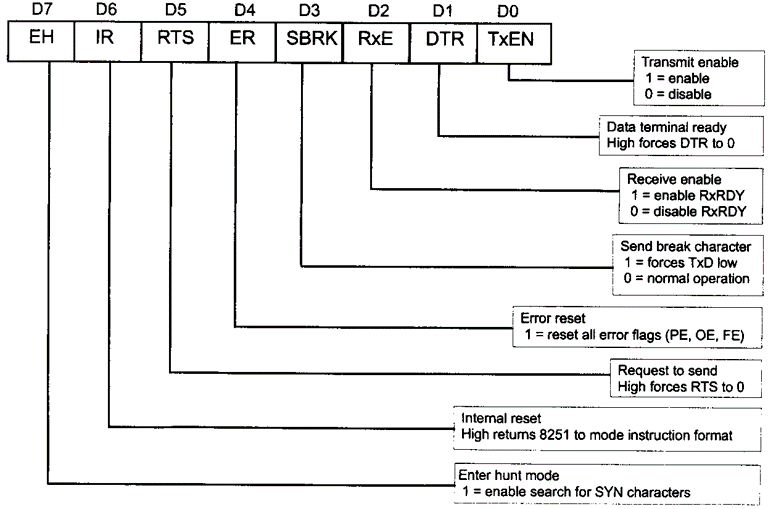 D7 D6 D5 D4 D3 D2 D1 D0
EH IR RTS ER SBRK RxE DTR TxEN
Transmit enable
1 = enable
0 = disable
Data terminal ready
High forces DTR to 0
Receive enable
1 = enable RxRDY
0 = disable RxRDY
Send break character
1 = forces TxD low
0 = normal operation
Error reset
1 = reset all error flags (PE, OE, FE)
Request to send
High forces RTS to 0
Internal reset
High returns 8251 to mode instruction format
Enter hunt mode
1 = enable search for SYN characters